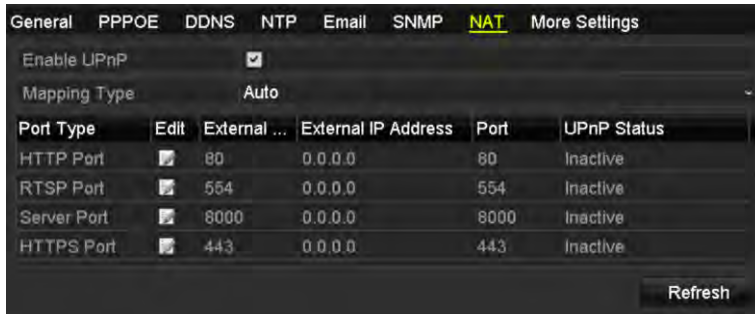 General PPPOE DDNS NTP Email SNMP NAT More Settings
Enable UPnP
Mapping Type Auto
Port Type Edit External ... External IP Address Port UPnP Status
HTTP Port 80 0.0.0.0 80 Inactive
RTSP Port 554 0.0.0.0 554 Inactive
Server Port 8000 0.0.0.0 8000 Inactive
HTTPS Port 443 0.0.0.0 443 Inactive
Refresh